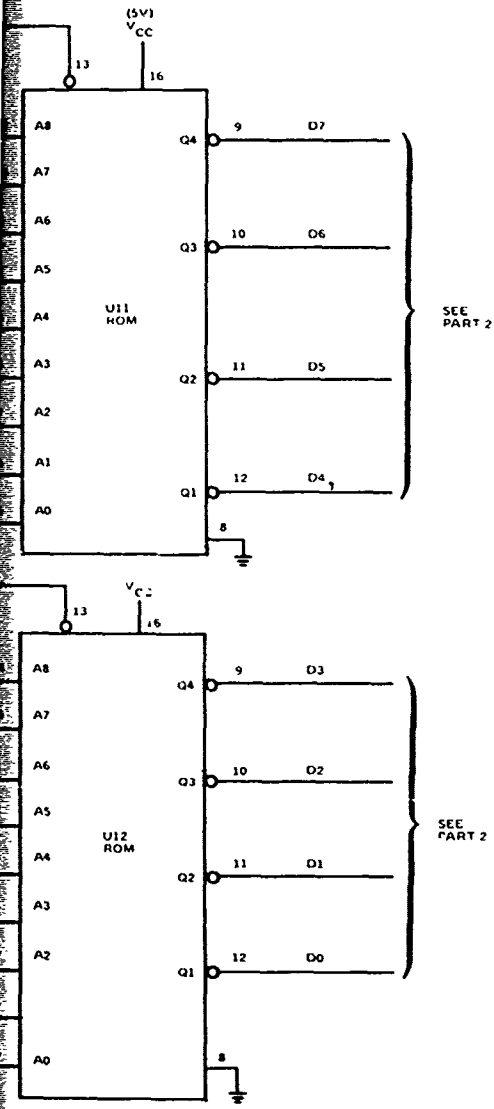 (5V)
VCC
13
16
A8
Q4 9 D7
A7
A6
Q3 10 D6
A5
A4
U11
ROM
SEE
PART 2
A3
Q2 11 D5
A2
A1
Q1 12 D4
A0
8
13
A8
Q4 9 D3
A7
A6
Q3 10 D2
A5
U12
ROM
SEE
PART 2
A4
Q2 11 D1
A3
A2
Q1 12 D0
A0
8